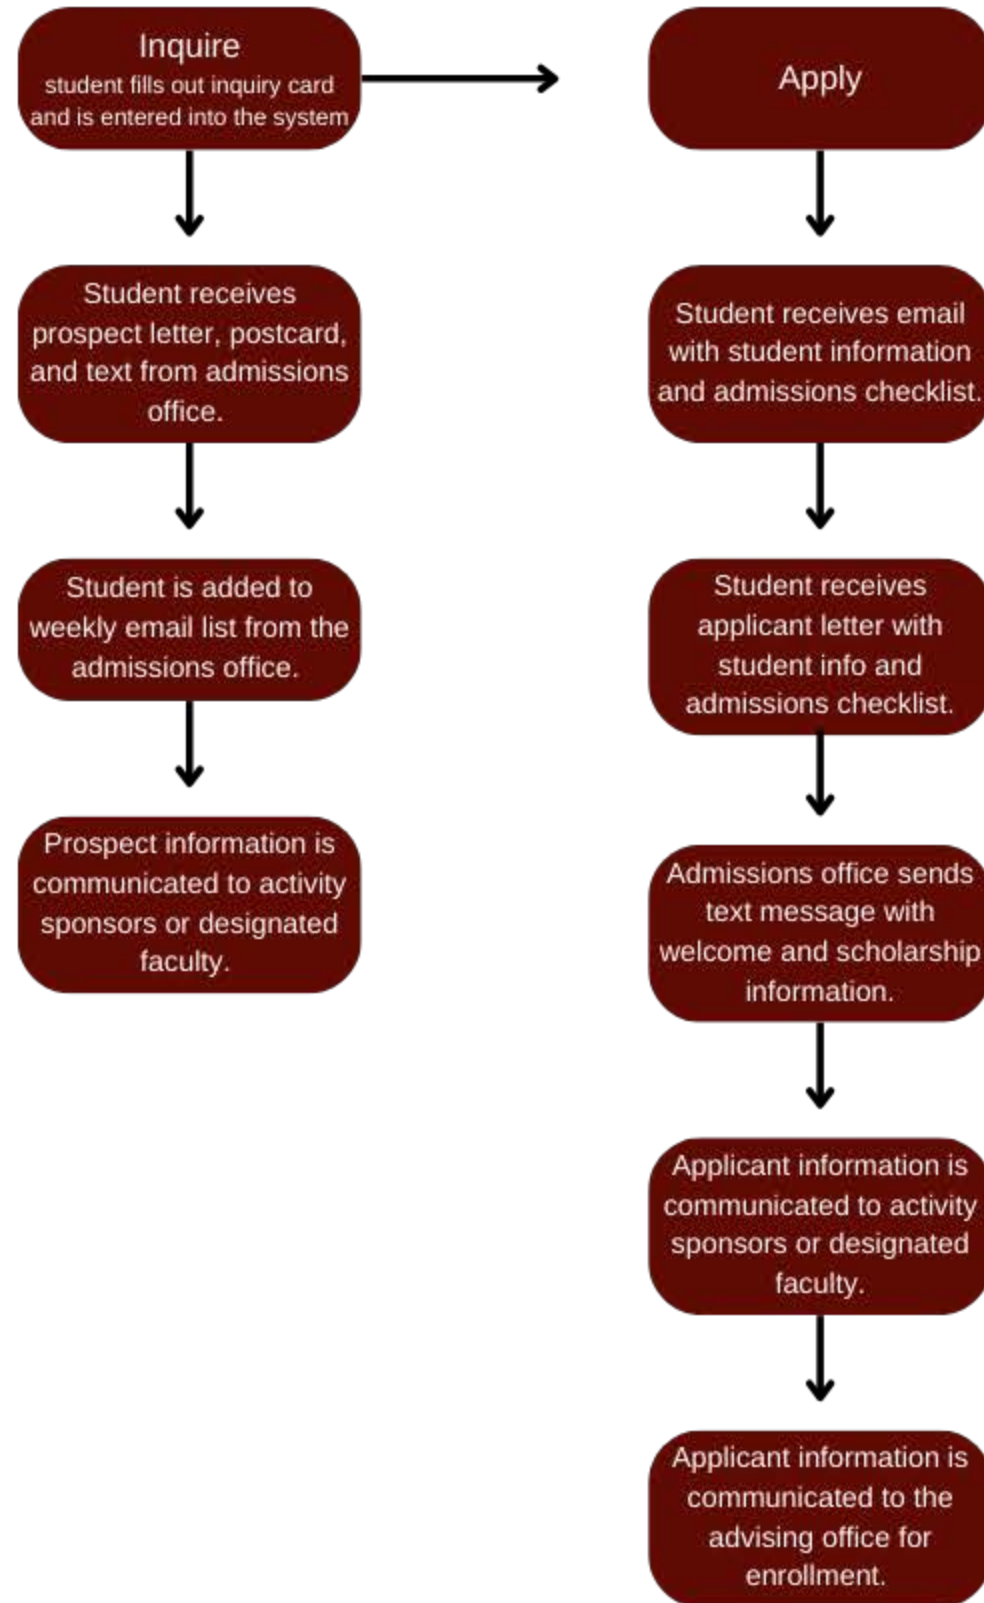 Inquire
student fills out inquiry card
and is entered into the system
Student receives
prospect letter, postcard,
and text from admissions
office.
Student is added to
weekly email list from the
admissions office.
Prospect information is
communicated to activity
sponsors or designated
faculty.
Apply
Student receives email
with student information
and admissions checklist.
Student receives
applicant letter with
student info and
admissions checklist.
Admissions office sends
text message with
welcome and scholarship
information.
Applicant information is
communicated to activity
sponsors or designated
faculty.
Applicant information is
communicated to the
advising office for
enrollment.